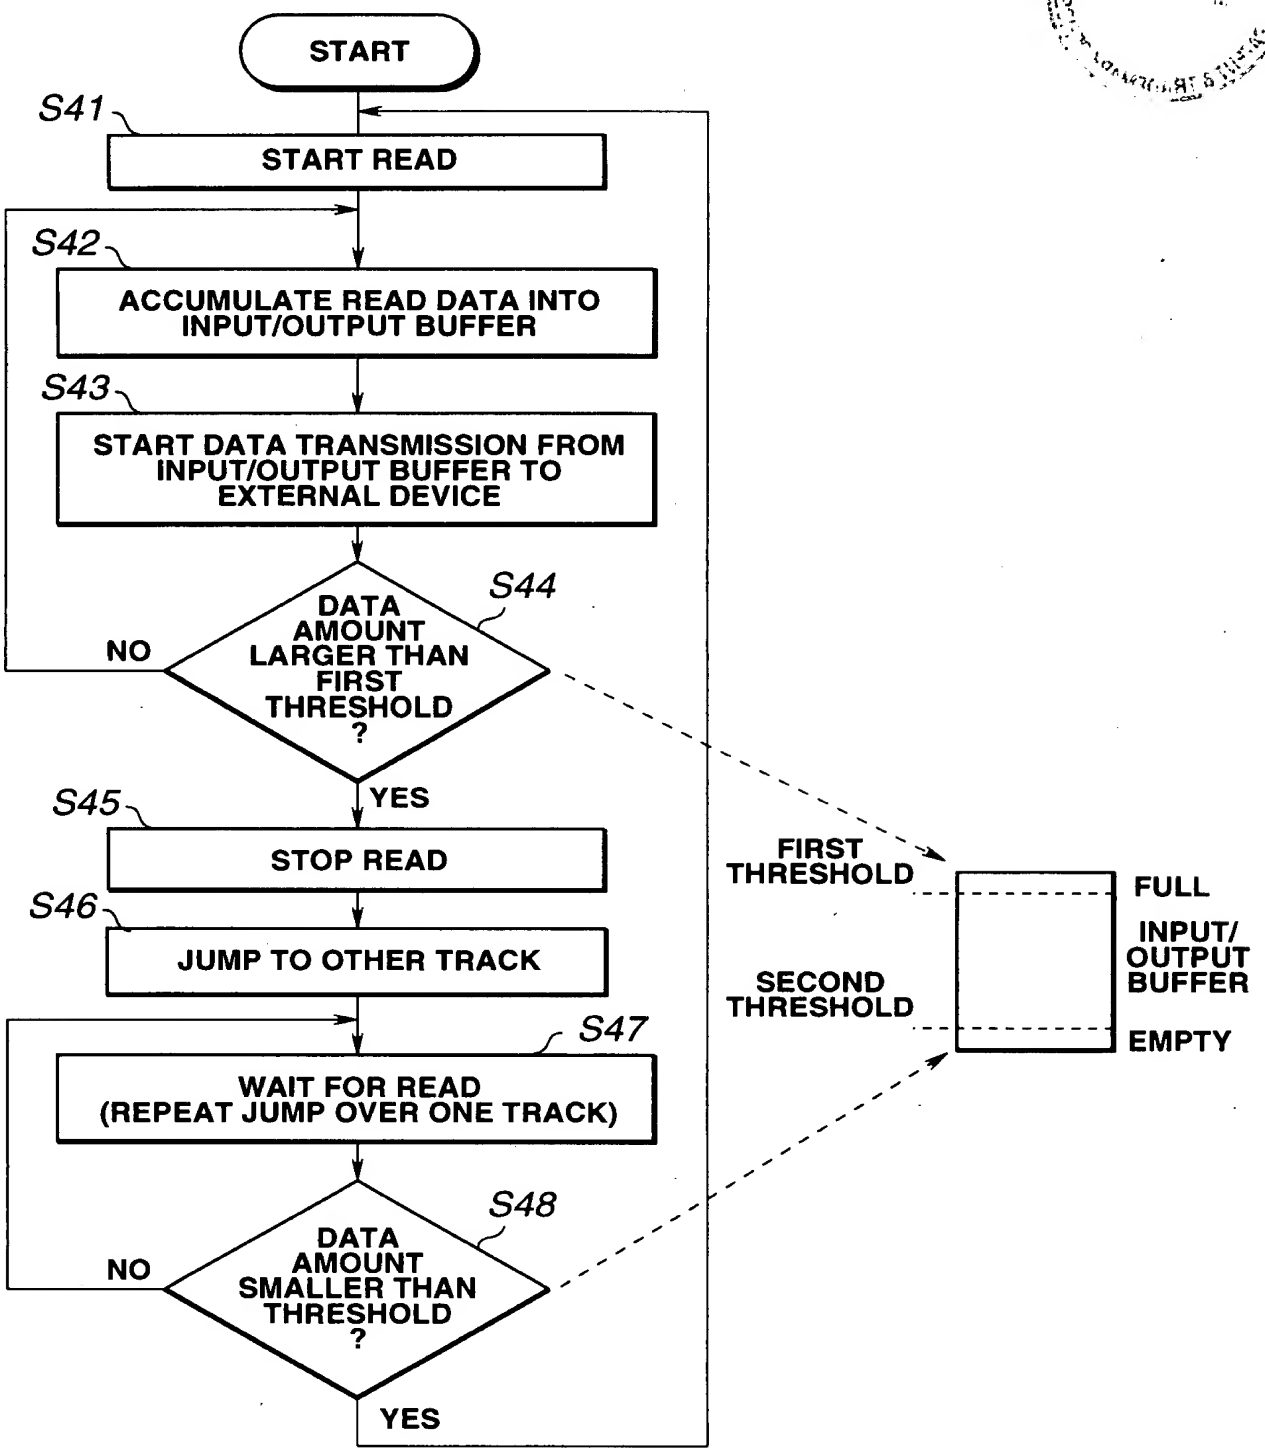 START
S41
START READ
S42
ACCUMULATE READ DATA INTO
INPUT/OUTPUT BUFFER
S43
START DATA TRANSMISSION FROM
INPUT/OUTPUT BUFFER TO
EXTERNAL DEVICE
S44
DATA
AMOUNT
LARGER THAN
FIRST
THRESHOLD
?
NO
YES
S45
STOP READ
S46
JUMP TO OTHER TRACK
S47
WAIT FOR READ
(REPEAT JUMP OVER ONE TRACK)
S48
DATA
AMOUNT
SMALLER THAN
THRESHOLD
?
NO
YES
FIRST
THRESHOLD
FULL
INPUT/
OUTPUT
BUFFER
SECOND
THRESHOLD
EMPTY